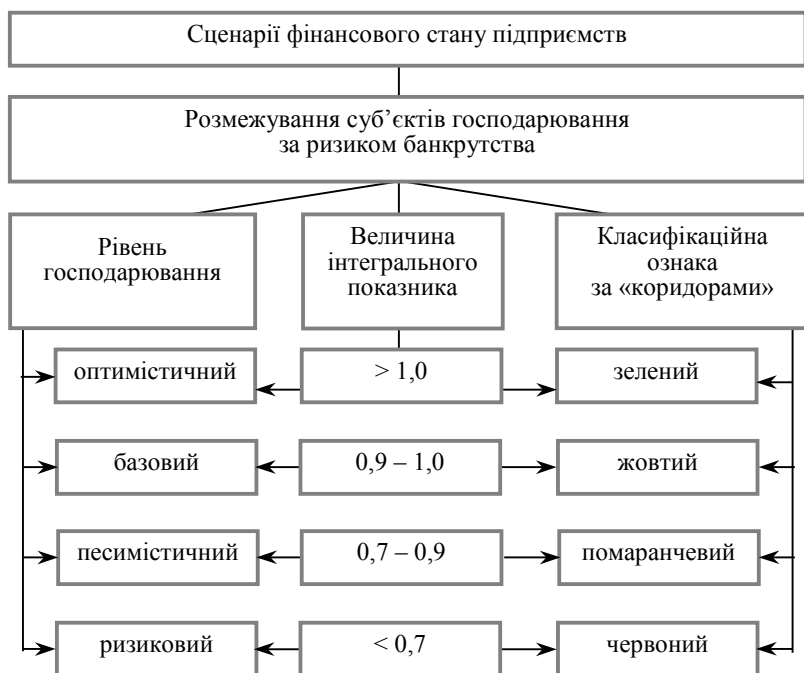 Сценарії фінансового стану підприємств
Розмежування суб’єктів господарювання
за ризиком банкрутства
Рівень
господарювання
Величина
інтегрального
показника
Класифікаційна
ознака
за «коридорами»
оптимістичний
> 1,0
зелений
базовий
0,9 – 1,0
жовтий
песимістичний
0,7 – 0,9
помаранчевий
ризиковий
< 0,7
червоний